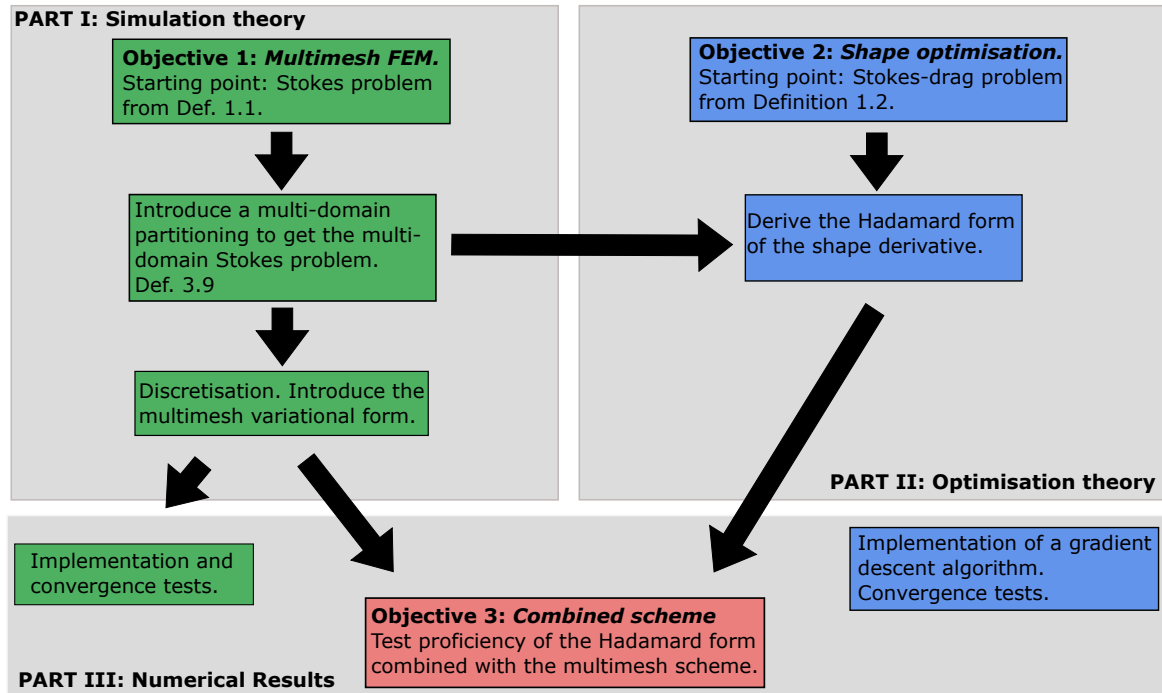 PART I: Simulation theory
Objective 1: Multimesh FEM.
Starting point: Stokes problem
from Def. 1.1.
Introduce a multi-domain
partitioning to get the multi-
domain Stokes problem.
Def. 3.9
Discretisation. Introduce the
multimesh variational form.
Objective 2: Shape optimisation.
Starting point: Stokes-drag problem
from Definition 1.2.
Derive the Hadamard form
of the shape derivative.
PART II: Optimisation theory
Implementation and
convergence tests.
Objective 3: Combined scheme
Test proficiency of the Hadamard form
combined with the multimesh scheme.
Implementation of a gradient
descent algorithm.
Convergence tests.
PART III: Numerical Results